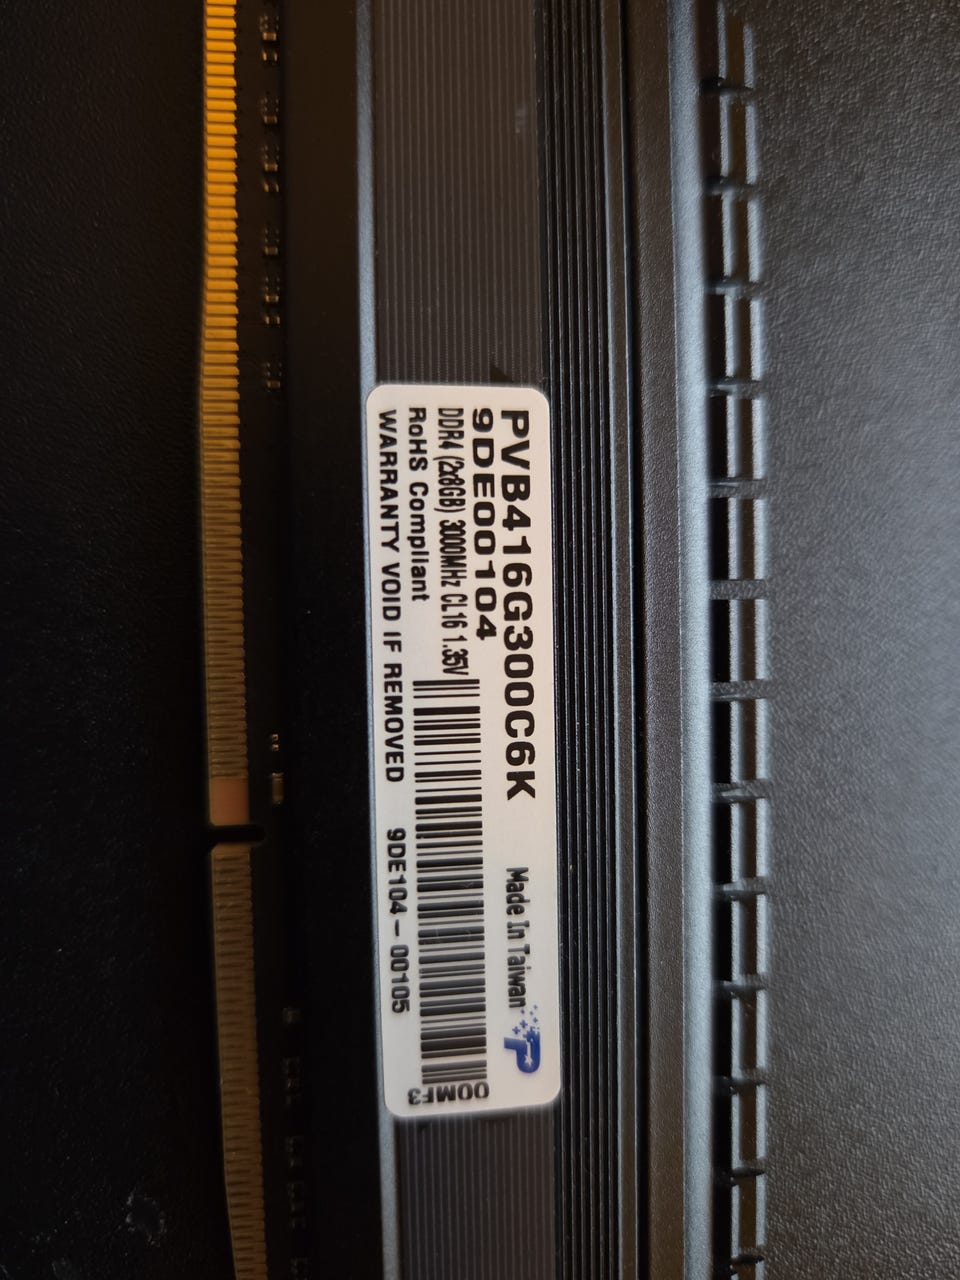 PVB416G300C6K
Made In Taiwan
9DE00104
DDR4 (2x8GB) 3000MHz CL16 1.35V
RoHS Compliant
WARRANTY VOID IF REMOVED
9DE104-00105
00MF3